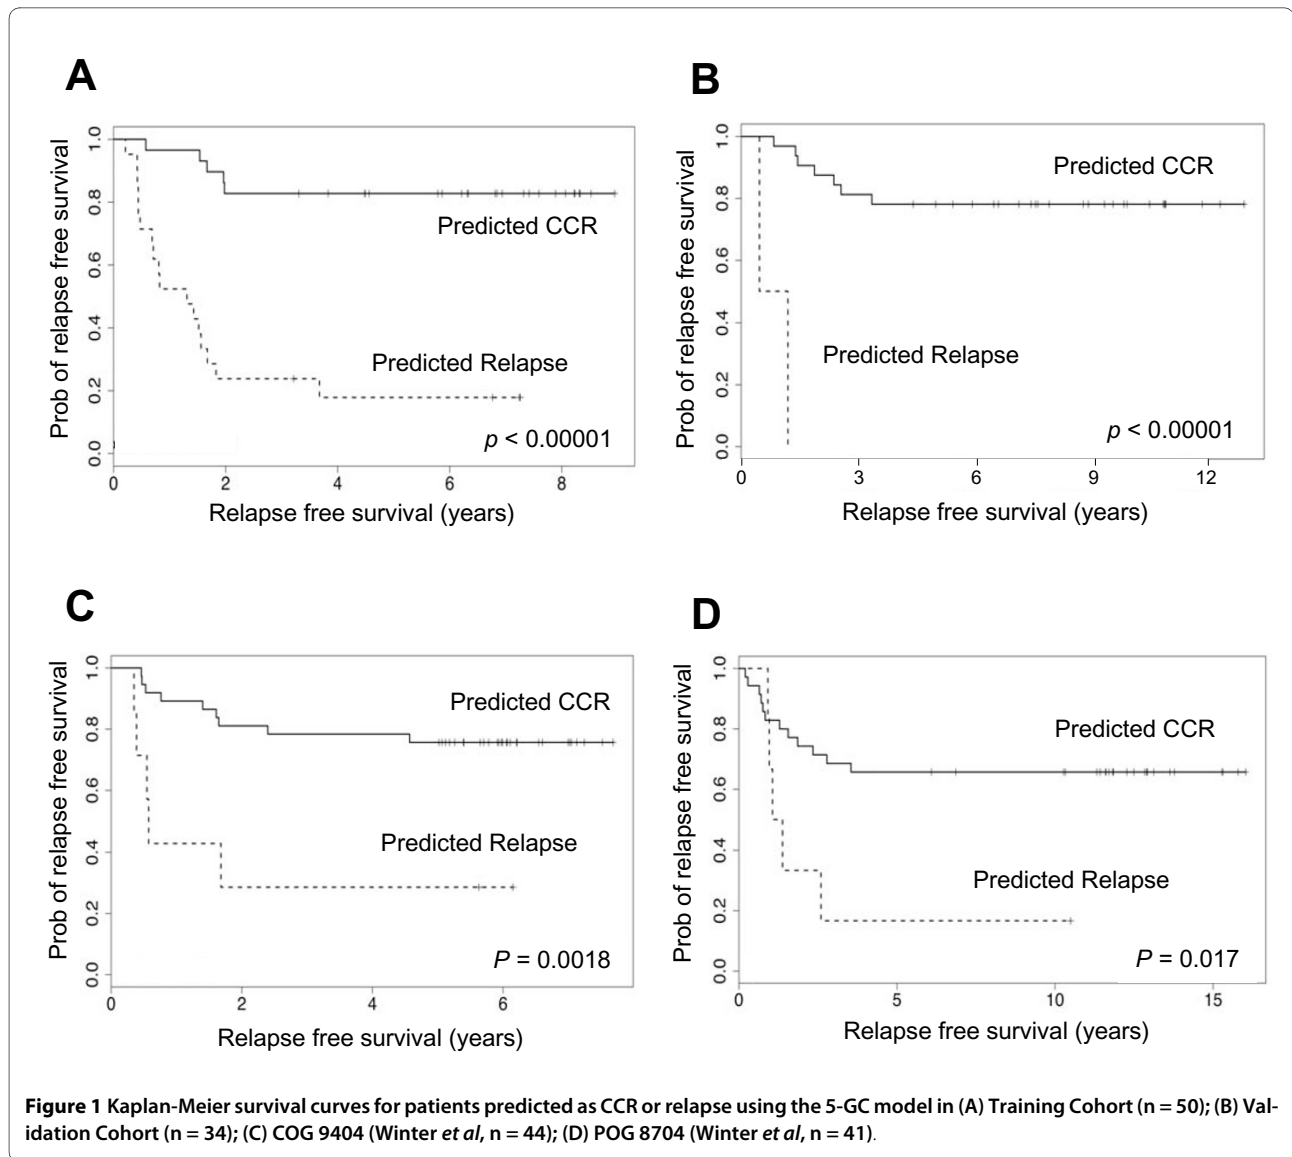 A
Prob of relapse free survival
1.0
0.8
0.6
0.4
0.2
0.0
Predicted CCR
Predicted Relapse
p < 0.00001
0 2 4 6 8
Relapse free survival (years)
B
Prob of relapse free survival
1.0
0.8
0.6
0.4
0.2
0.0
Predicted CCR
Predicted Relapse
p < 0.00001
0 3 6 9 12
Relapse free survival (years)
C
Prob of relapse free survival
1.0
0.8
0.6
0.4
0.2
0.0
Predicted CCR
Predicted Relapse
P = 0.0018
0 2 4 6
Relapse free survival (years)
D
Prob of relapse free survival
1.0
0.8
0.6
0.4
0.2
0.0
Predicted CCR
Predicted Relapse
P = 0.017
0 5 10 15
Relapse free survival (years)
Figure 1 Kaplan-Meier survival curves for patients predicted as CCR or relapse using the 5-GC model in (A) Training Cohort (n = 50); (B) Val-
idation Cohort (n = 34); (C) COG 9404 (Winter et al, n = 44); (D) POG 8704 (Winter et al, n = 41).